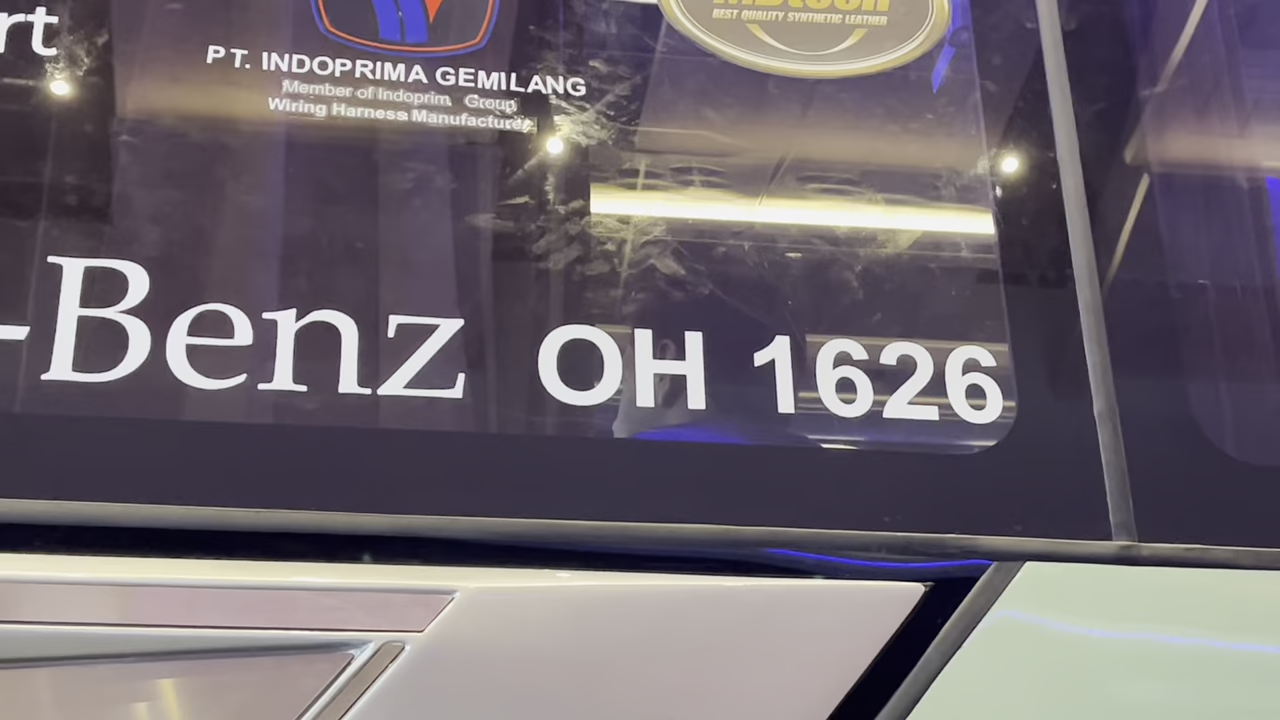 rt
BEST QUALITY SYNTHETIC LEATHER
PT. INDOPRIMA GEMILANG
Member of Indoprim Group
Wiring Harness Manufacturer
-Benz OH 1626